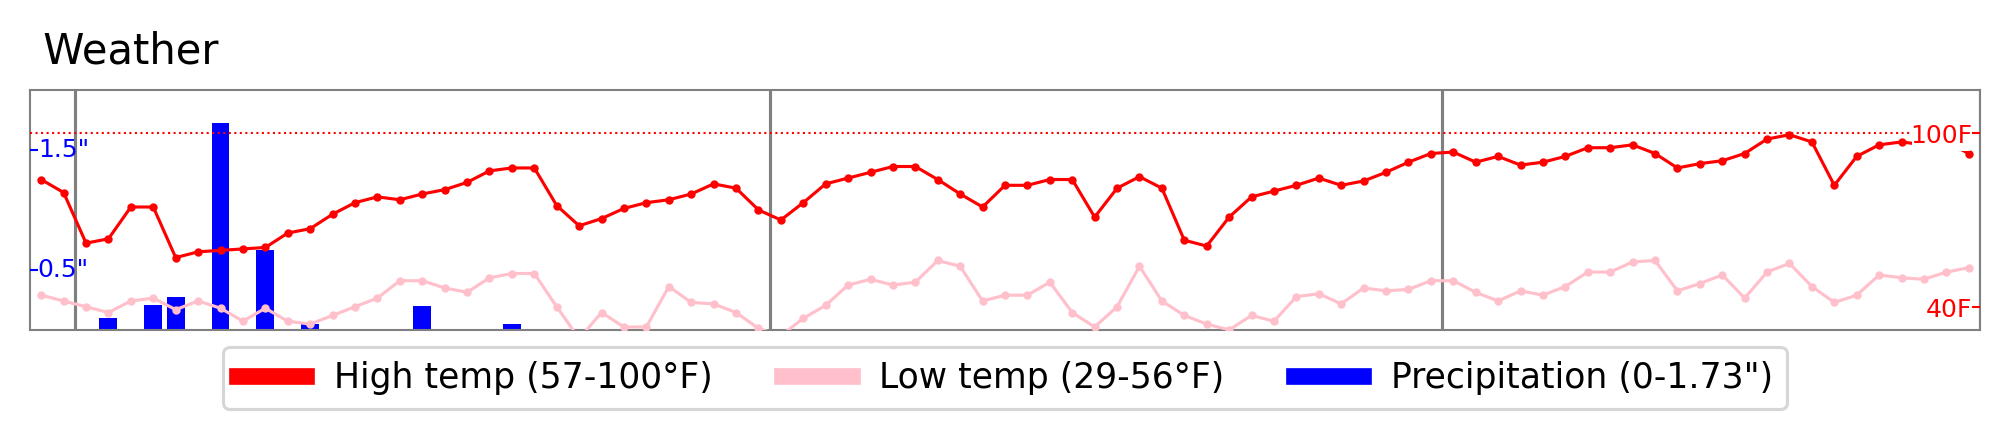 Weather
1.5"
100F
0.5"
40F
High temp (57-100°F) Low temp (29-56°F) Precipitation (0-1.73")